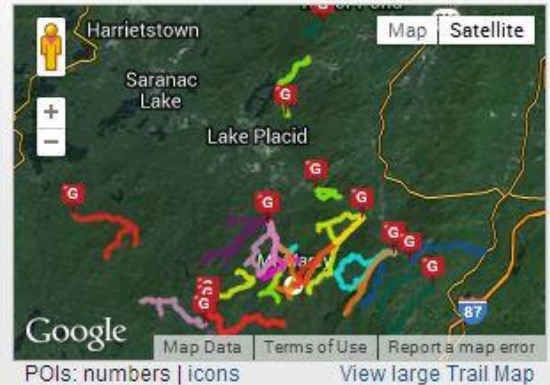 Map Satellite
Harrietstown
Saranac
Lake
+
−
Lake Placid
G
G
G
G
G
G
G
G
G
G
87
Google
Map Data Terms of Use Report a map error
POIs: numbers | icons View large Trail Map